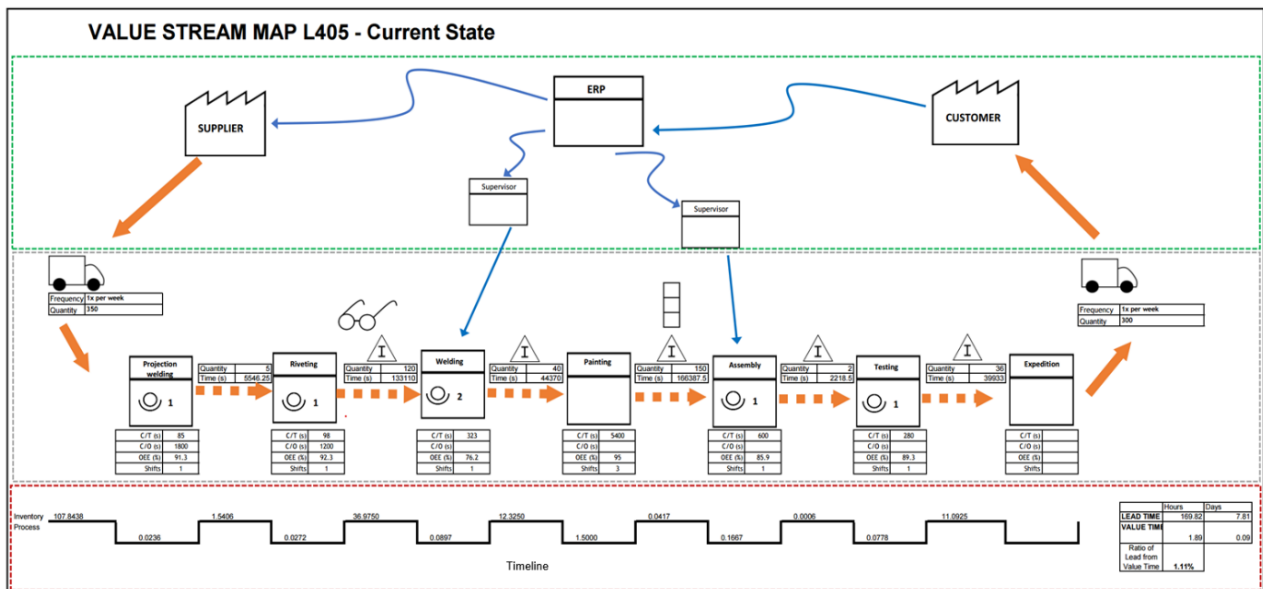 VALUE STREAM MAP L405 - Current State
ERP
SUPPLIER
CUSTOMER
Supervisor
Supervisor
Frequency 1x per week
Quantity 350
Frequency 1x per week
Quantity 300
Projection welding
1
C/T (s) 85
C/O (s) 1800
OEE (%) 91.3
Shifts 1
Quantity 5
Time (s) 5546.25
Riveting
1
C/T (s) 98
C/O (s) 1200
OEE (%) 92.3
Shifts 1
I
Quantity 120
Time (s) 133110
Welding
2
C/T (s) 323
C/O (s)
OEE (%) 76.2
Shifts 1
I
Quantity 40
Time (s) 44370
Painting
C/T (s) 5400
C/O (s)
OEE (%) 95
Shifts 3
I
Quantity 150
Time (s) 166387.5
Assembly
1
C/T (s) 600
C/O (s)
OEE (%) 85.9
Shifts 1
I
Quantity 2
Time (s) 2218.5
Testing
1
C/T (s) 280
C/O (s)
OEE (%) 89.3
Shifts 1
I
Quantity 36
Time (s) 39933
Expedition
C/T (s)
C/O (s)
OEE (%)
Shifts
Inventory 107.8438 1.5406 36.9750 12.3250 0.0417 0.0006 11.0925
Process 0.0236 0.0272 0.0897 1.5000 0.1667 0.0778
Timeline
Hours Days
LEAD TIME 169.82 7.81
VALUE TIME
1.89 0.09
Ratio of
Lead from
Value Time 1.11%